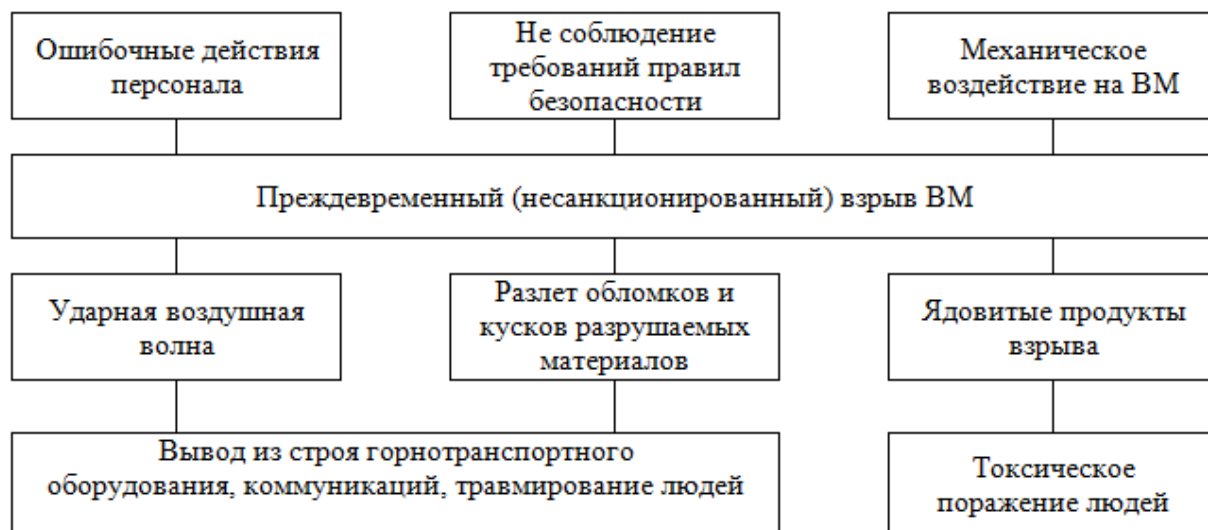 Ошибочные действия
персонала
Не соблюдение
требований правил
безопасности
Механическое
воздействие на ВМ
Преждевременный (несанкционированный) взрыв ВМ
Ударная воздушная
волна
Разлет обломков и
кусков разрушаемых
материалов
Ядовитые продукты
взрыва
Вывод из строя горнотранспортного
оборудования, коммуникаций, травмирование людей
Токсическое
поражение людей